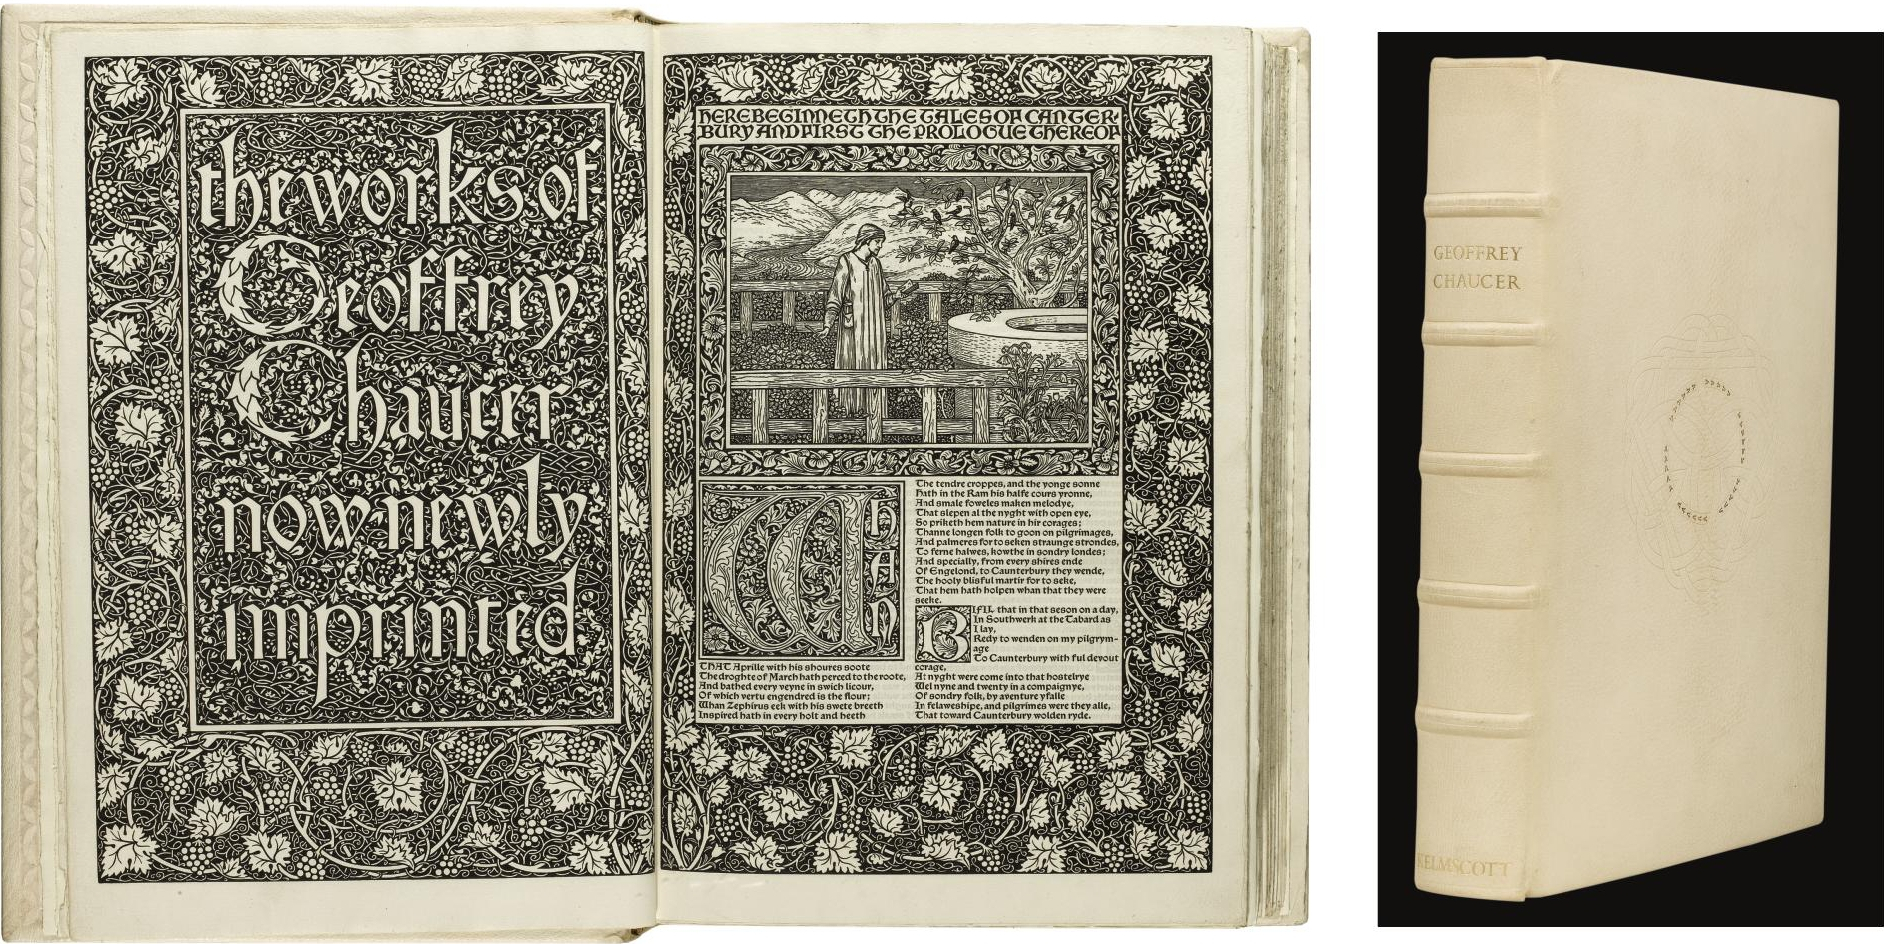 the works of
Geoffrey
Chaucer
now newly
imprinted
HERE BEGINNETH THE TALES OF CANTER-
BURY AND FIRST THE PROLOGUE THEREOF
WHAN
THAT Aprille with his shoures soote
The droghte of March hath perced to the roote,
And bathed every veyne in swich licour,
Of which vertu engendred is the flour;
Whan Zephirus eek with his swete breeth
Inspired hath in every holt and heeth
The tendre croppes, and the yonge sonne
Hath in the Ram his halfe cours yronne,
And smale foweles maken melodye,
That slepen al the nyght with open eye,
So priketh hem nature in hir corages;
Thanne longen folk to goon on pilgrimages,
And palmeres for to seken straunge strondes,
To ferne halwes, kowthe in sondry londes;
And specially, from every shires ende
Of Engelond, to Caunterbury they wende,
The hooly blisful martir for to seke,
That hem hath holpen whan that they were
seeke.
BIFIL that in that seson on a day,
In Southwerk at the Tabard as
I lay,
Redy to wenden on my pilgrym-
age
To Caunterbury with ful devout
corage,
At nyght were come into that hostelrye
Wel nyne and twenty in a compaignye,
Of sondry folk, by aventure yfalle
In felaweshipe, and pilgrimes were they alle,
That toward Caunterbury wolden ryde.
GEOFFREY
CHAUCER
KELMSCOTT